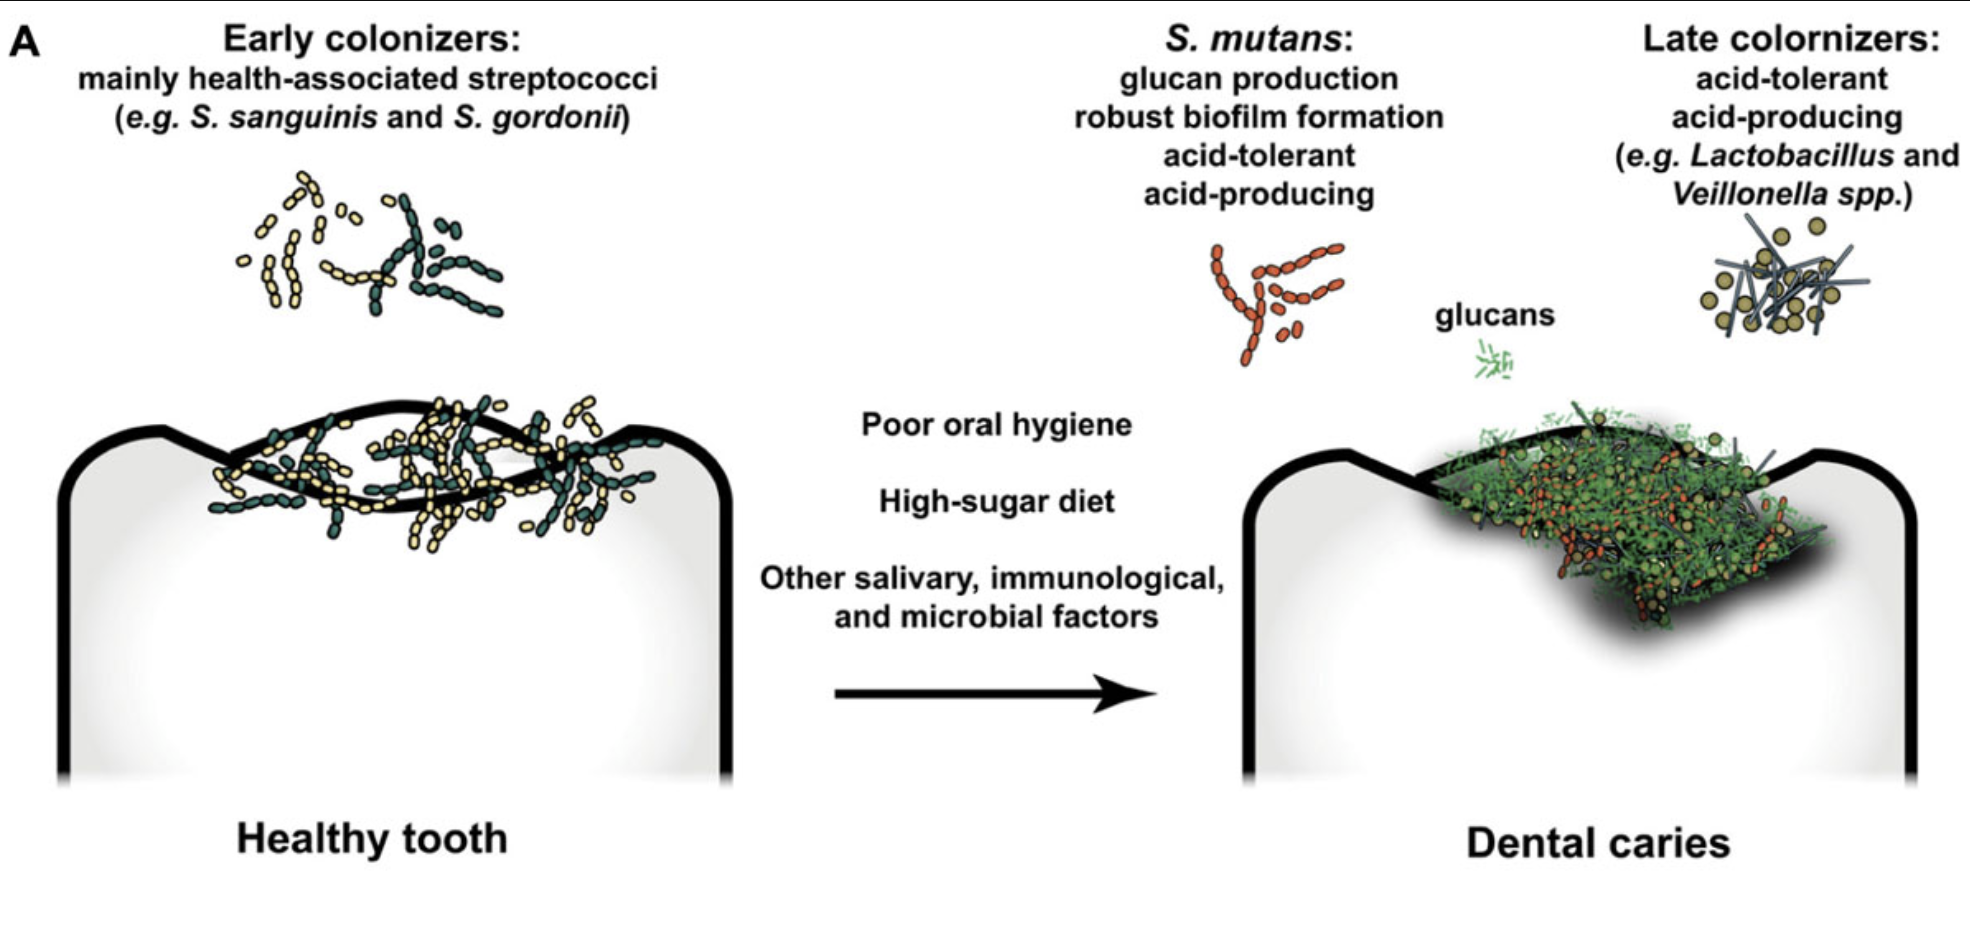 A
Early colonizers:
mainly health-associated streptococci
(e.g. S. sanguinis and S. gordonii)
S. mutans:
glucan production
robust biofilm formation
acid-tolerant
acid-producing
Late colornizers:
acid-tolerant
acid-producing
(e.g. Lactobacillus and
Veillonella spp.)
glucans
Poor oral hygiene
High-sugar diet
Other salivary, immunological,
and microbial factors
Healthy tooth
Dental caries